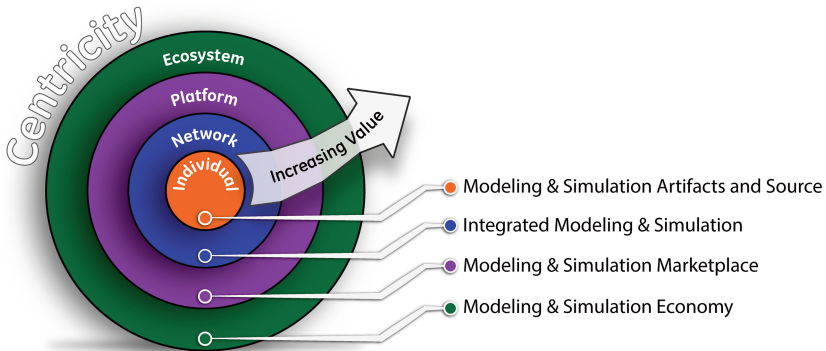 Centricity
Ecosystem
Platform
Network
Individual
Increasing Value
Modeling & Simulation Artifacts and Source
Integrated Modeling & Simulation
Modeling & Simulation Marketplace
Modeling & Simulation Economy